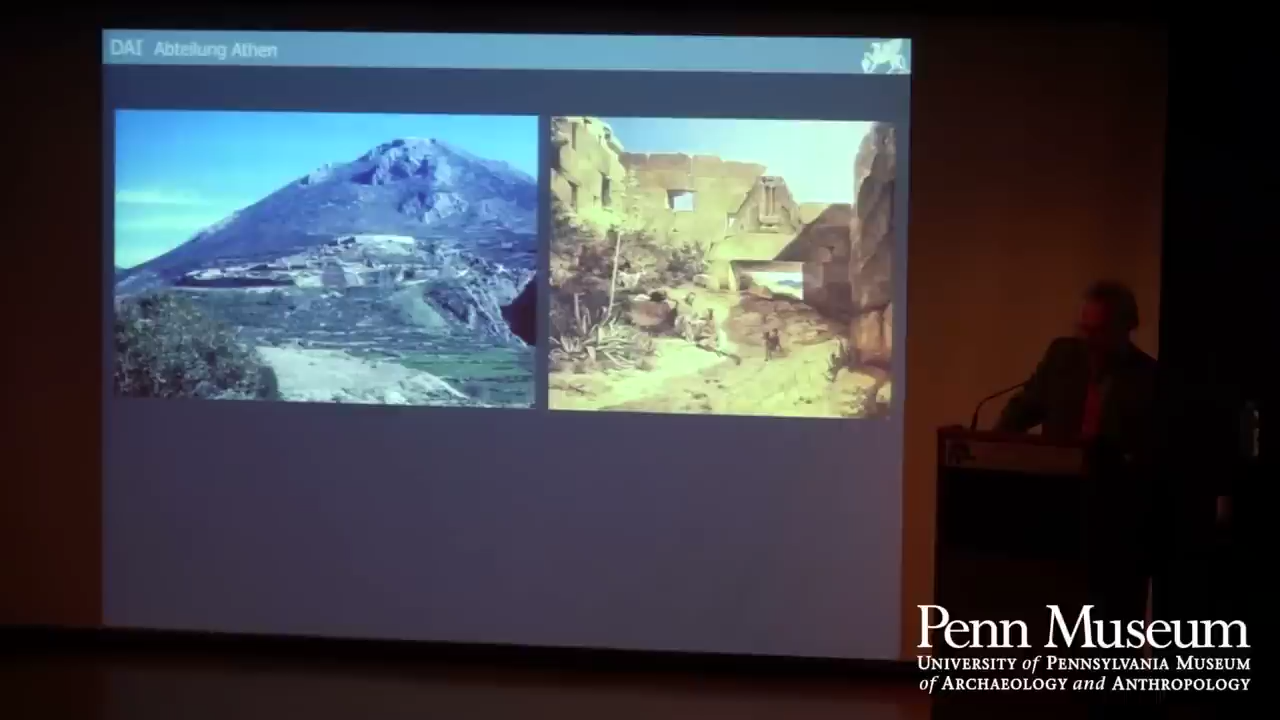 DAI Abteilung Athen
Penn Museum
UNIVERSITY of PENNSYLVANIA MUSEUM
of ARCHAEOLOGY and ANTHROPOLOGY